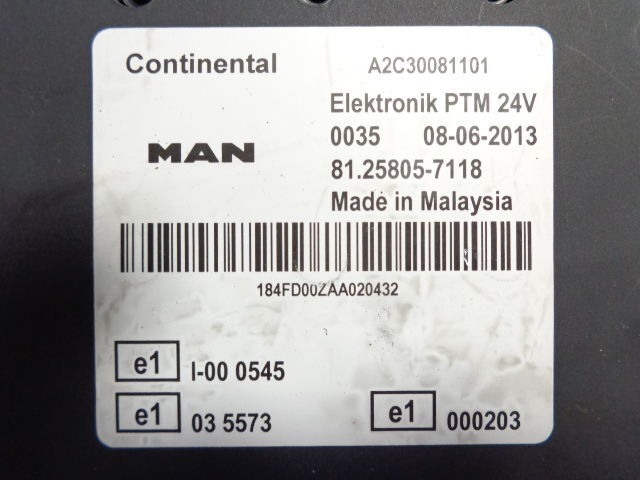 Continental A2C30081101
Elektronik PTM 24V
MAN 0035 08-06-2013
81.25805-7118
Made in Malaysia
184FD00ZAA020432
e1 I-00 0545
e1 03 5573 e1 000203